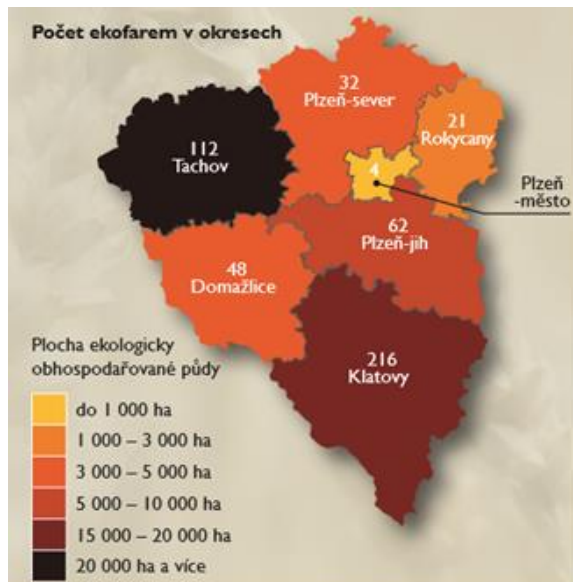 Počet ekofarem v okresech
32
Plzeň-sever
21
Rokycany
112
Tachov
4
Plzeň
-město
62
Plzeň-jih
48
Domažlice
216
Klatovy
Plocha ekologicky
obhospodařované půdy
do 1 000 ha
1 000 – 3 000 ha
3 000 – 5 000 ha
5 000 – 10 000 ha
15 000 – 20 000 ha
20 000 ha a více